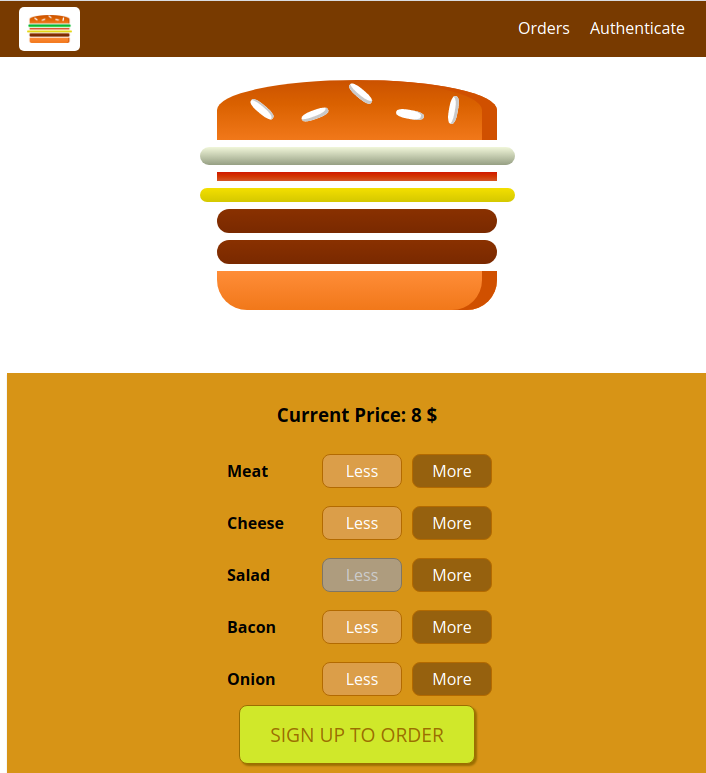 Orders Authenticate
Current Price: 8 $
Meat Less More
Cheese Less More
Salad Less More
Bacon Less More
Onion Less More
SIGN UP TO ORDER